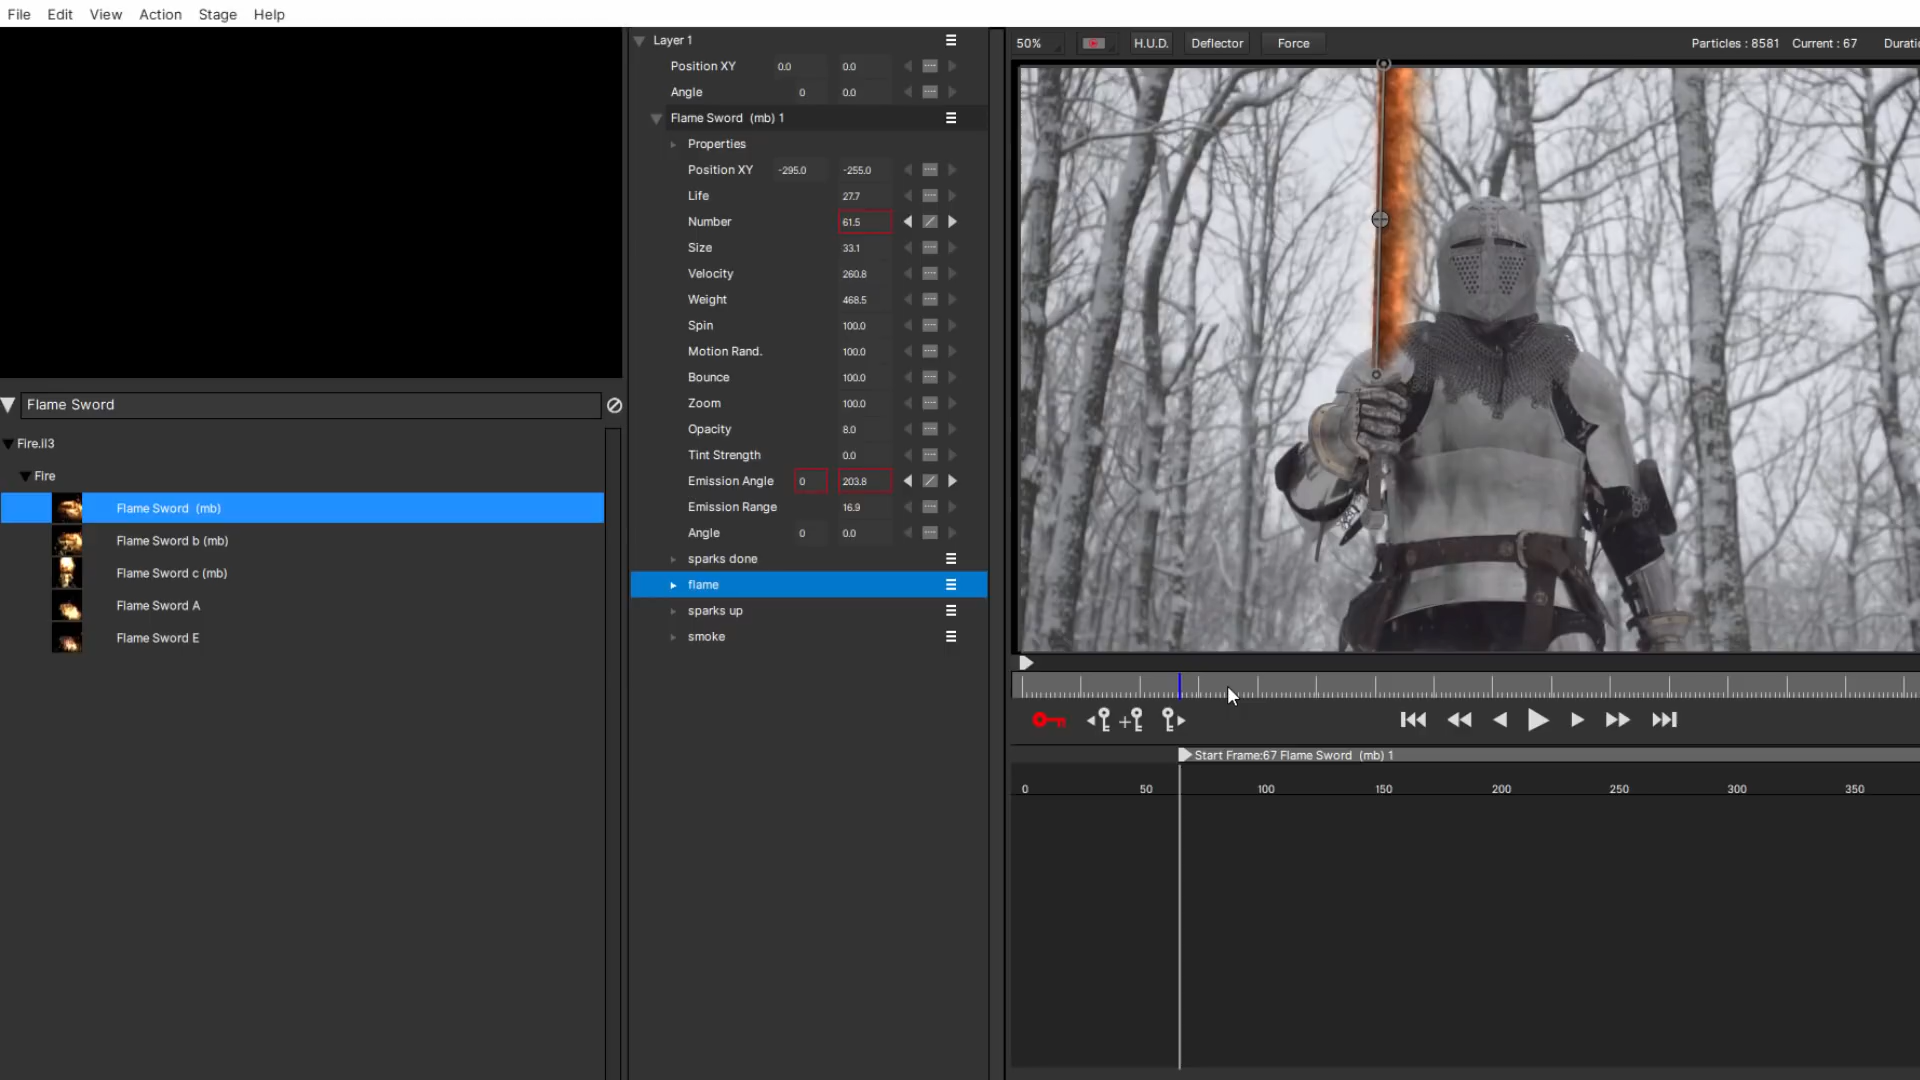 File Edit View Action Stage Help
Flame Sword
Fire.il3
Fire
Flame Sword (mb)
Flame Sword b (mb)
Flame Sword c (mb)
Flame Sword A
Flame Sword E
Layer 1
Position XY 0.0 0.0
Angle 0 0.0
Flame Sword (mb) 1
Properties
Position XY -295.0 -255.0
Life 27.7
Number 61.5
Size 33.1
Velocity 260.8
Weight 468.5
Spin 100.0
Motion Rand. 100.0
Bounce 100.0
Zoom 100.0
Opacity 8.0
Tint Strength 0.0
Emission Angle 0 203.8
Emission Range 16.9
Angle 0 0.0
sparks done
flame
sparks up
smoke
50% H.U.D. Deflector Force Particles : 8581 Current : 67 Duratio
Start Frame:67 Flame Sword (mb) 1
0 50 100 150 200 250 300 350